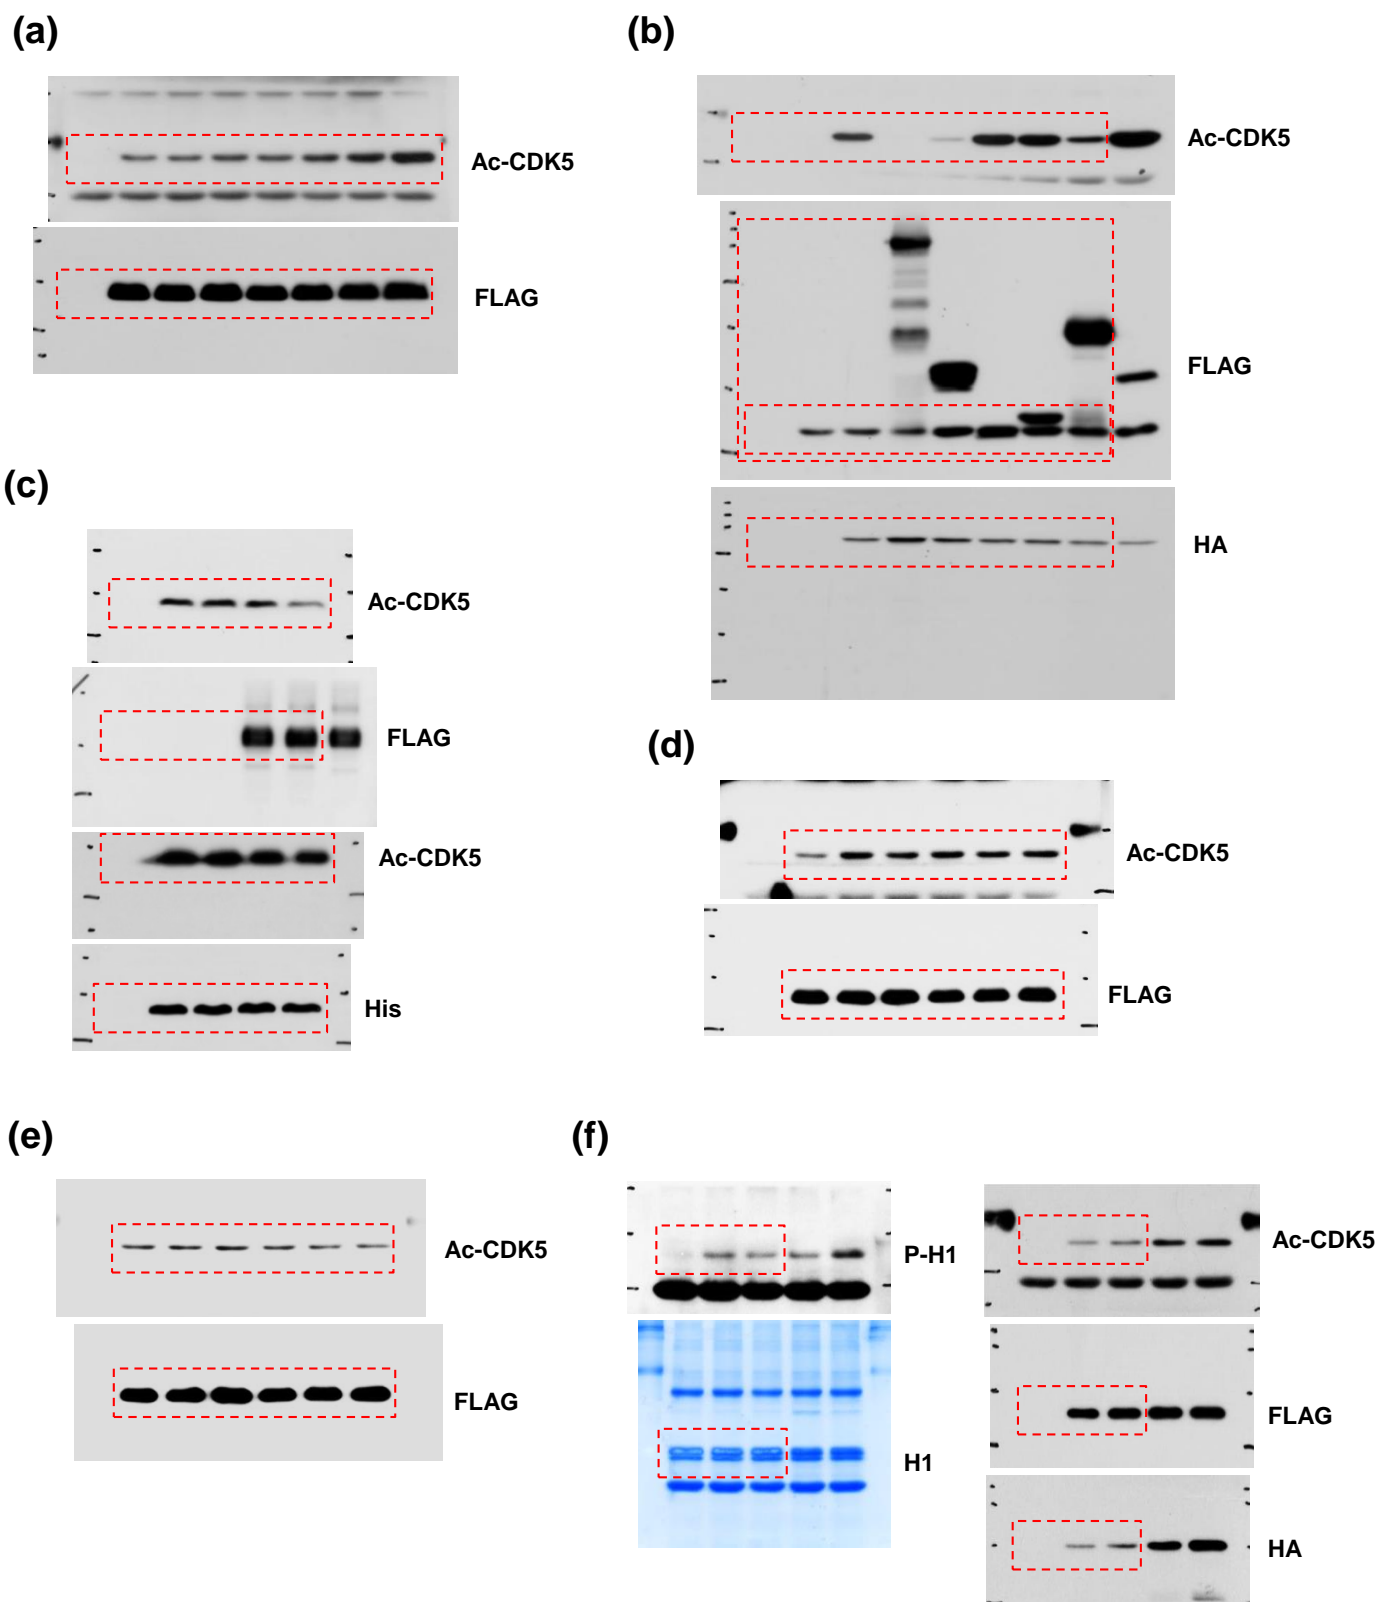 (a)
Ac-CDK5
FLAG
(b)
Ac-CDK5
FLAG
HA
(c)
Ac-CDK5
FLAG
Ac-CDK5
His
(d)
Ac-CDK5
FLAG
(e)
Ac-CDK5
FLAG
(f)
P-H1
H1
Ac-CDK5
FLAG
HA